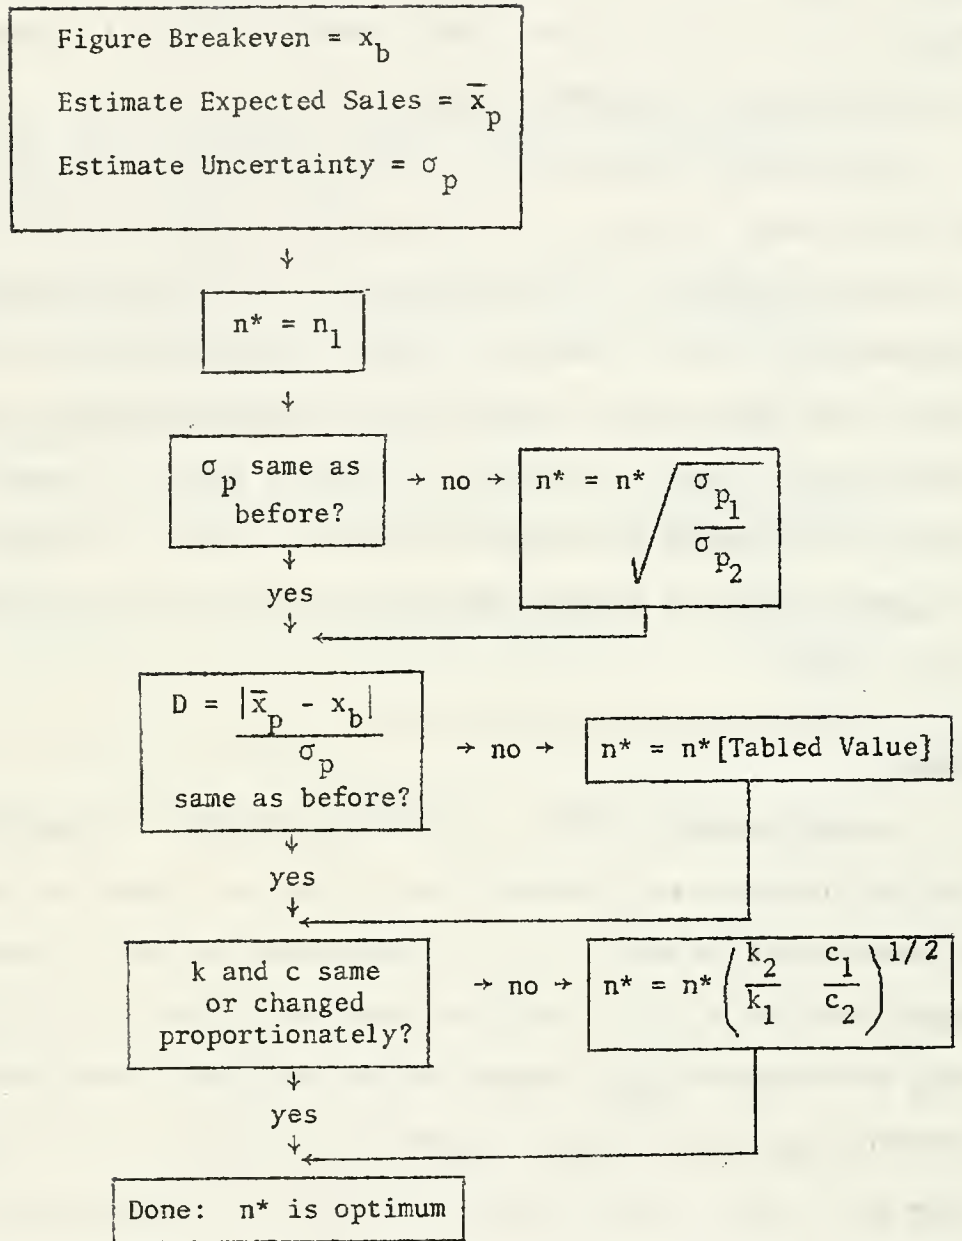 Figure Breakeven = x_b
Estimate Expected Sales = x̄_p
Estimate Uncertainty = σ_p
↓
n* = n_1
↓
σ_p same as
before?
→ no →
n* = n* √(σ_p_1 / σ_p_2)
↓
yes
↓
D = |x̄_p - x_b| / σ_p
same as before?
→ no →
n* = n*[Tabled Value]
↓
yes
↓
k and c same
or changed
proportionately?
→ no →
n* = n* (k_2/k_1 c_1/c_2)^1/2
↓
yes
↓
Done: n* is optimum